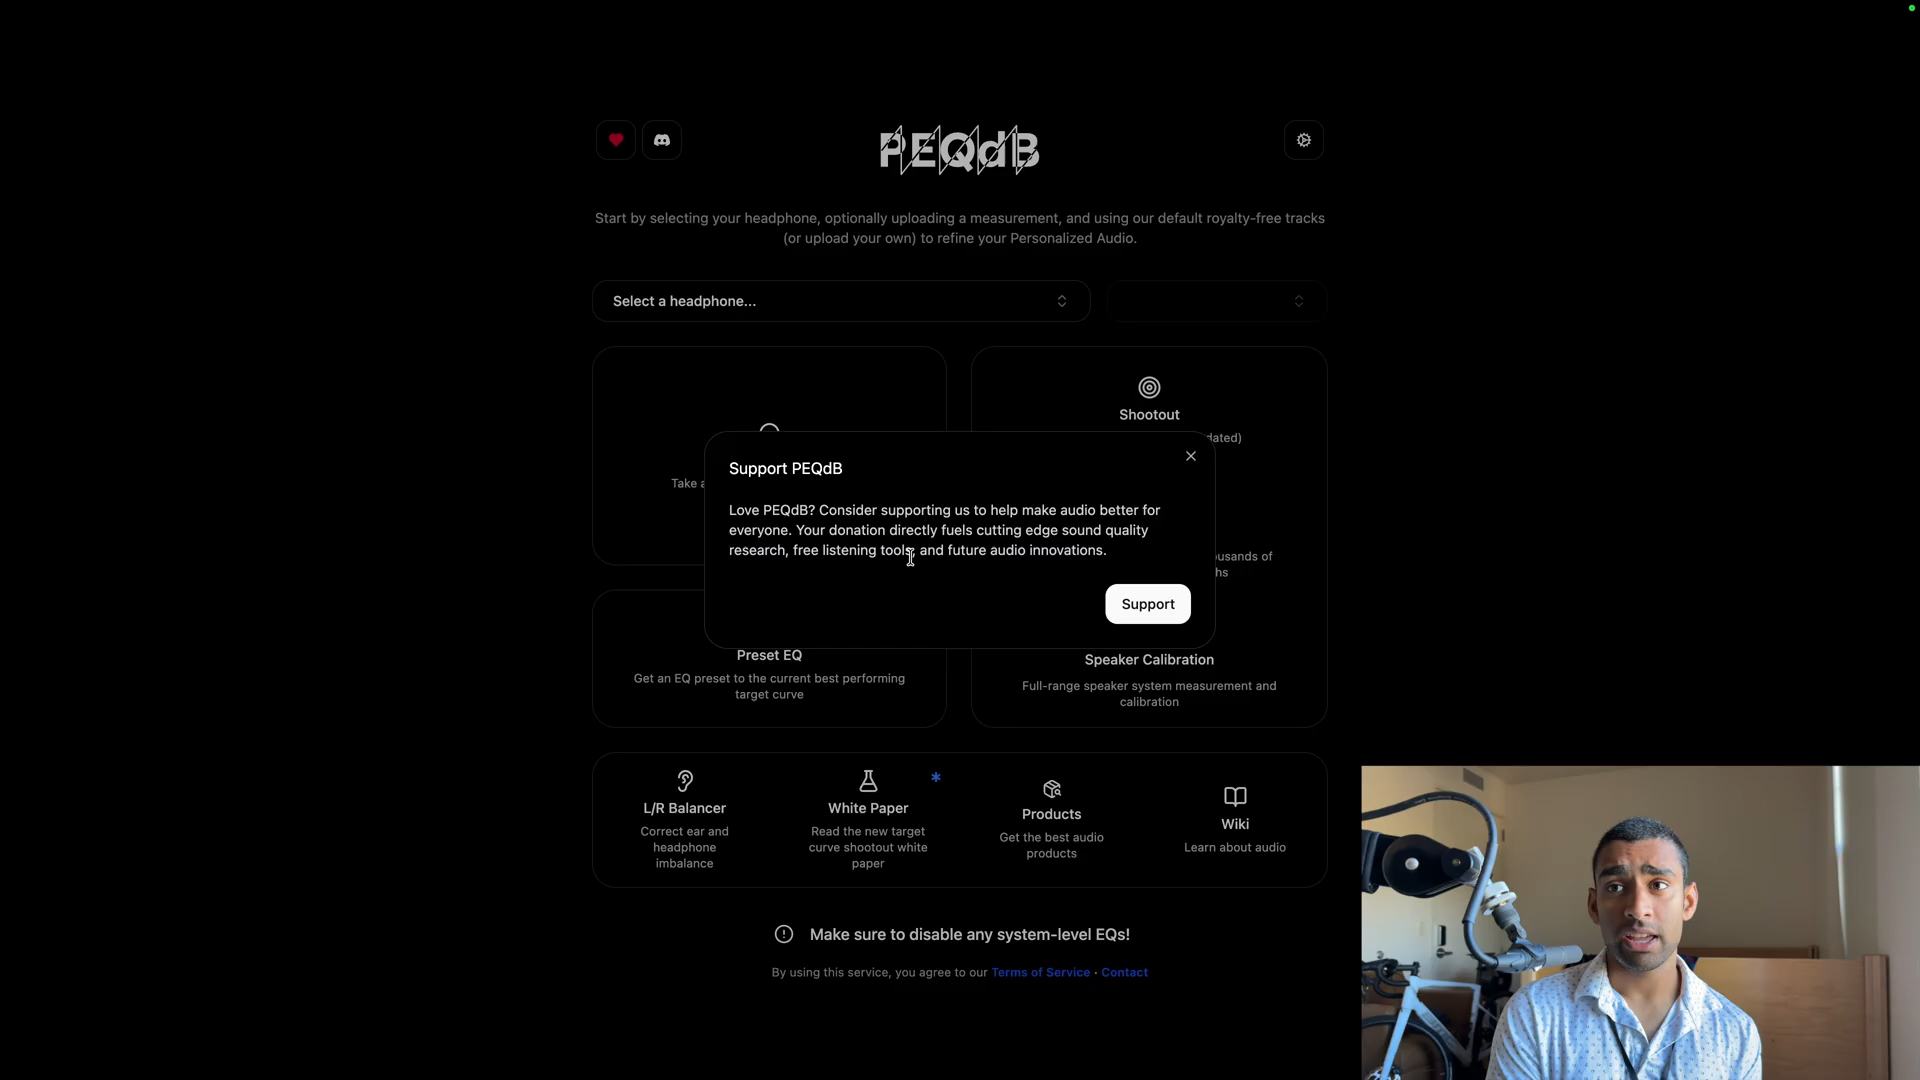 PEQdB
Start by selecting your headphone, optionally uploading a measurement, and using our default royalty-free tracks
(or upload your own) to refine your Personalized Audio.
Select a headphone...
Shootout
dated)
Take a
Support PEQdB
Love PEQdB? Consider supporting us to help make audio better for
everyone. Your donation directly fuels cutting edge sound quality
research, free listening tools, and future audio innovations.
Support
ousands of
hs
Preset EQ
Get an EQ preset to the current best performing
target curve
Speaker Calibration
Full-range speaker system measurement and
calibration
L/R Balancer
Correct ear and
headphone
imbalance
White Paper
Read the new target
curve shootout white
paper
Products
Get the best audio
products
Wiki
Learn about audio
Make sure to disable any system-level EQs!
By using this service, you agree to our Terms of Service · Contact